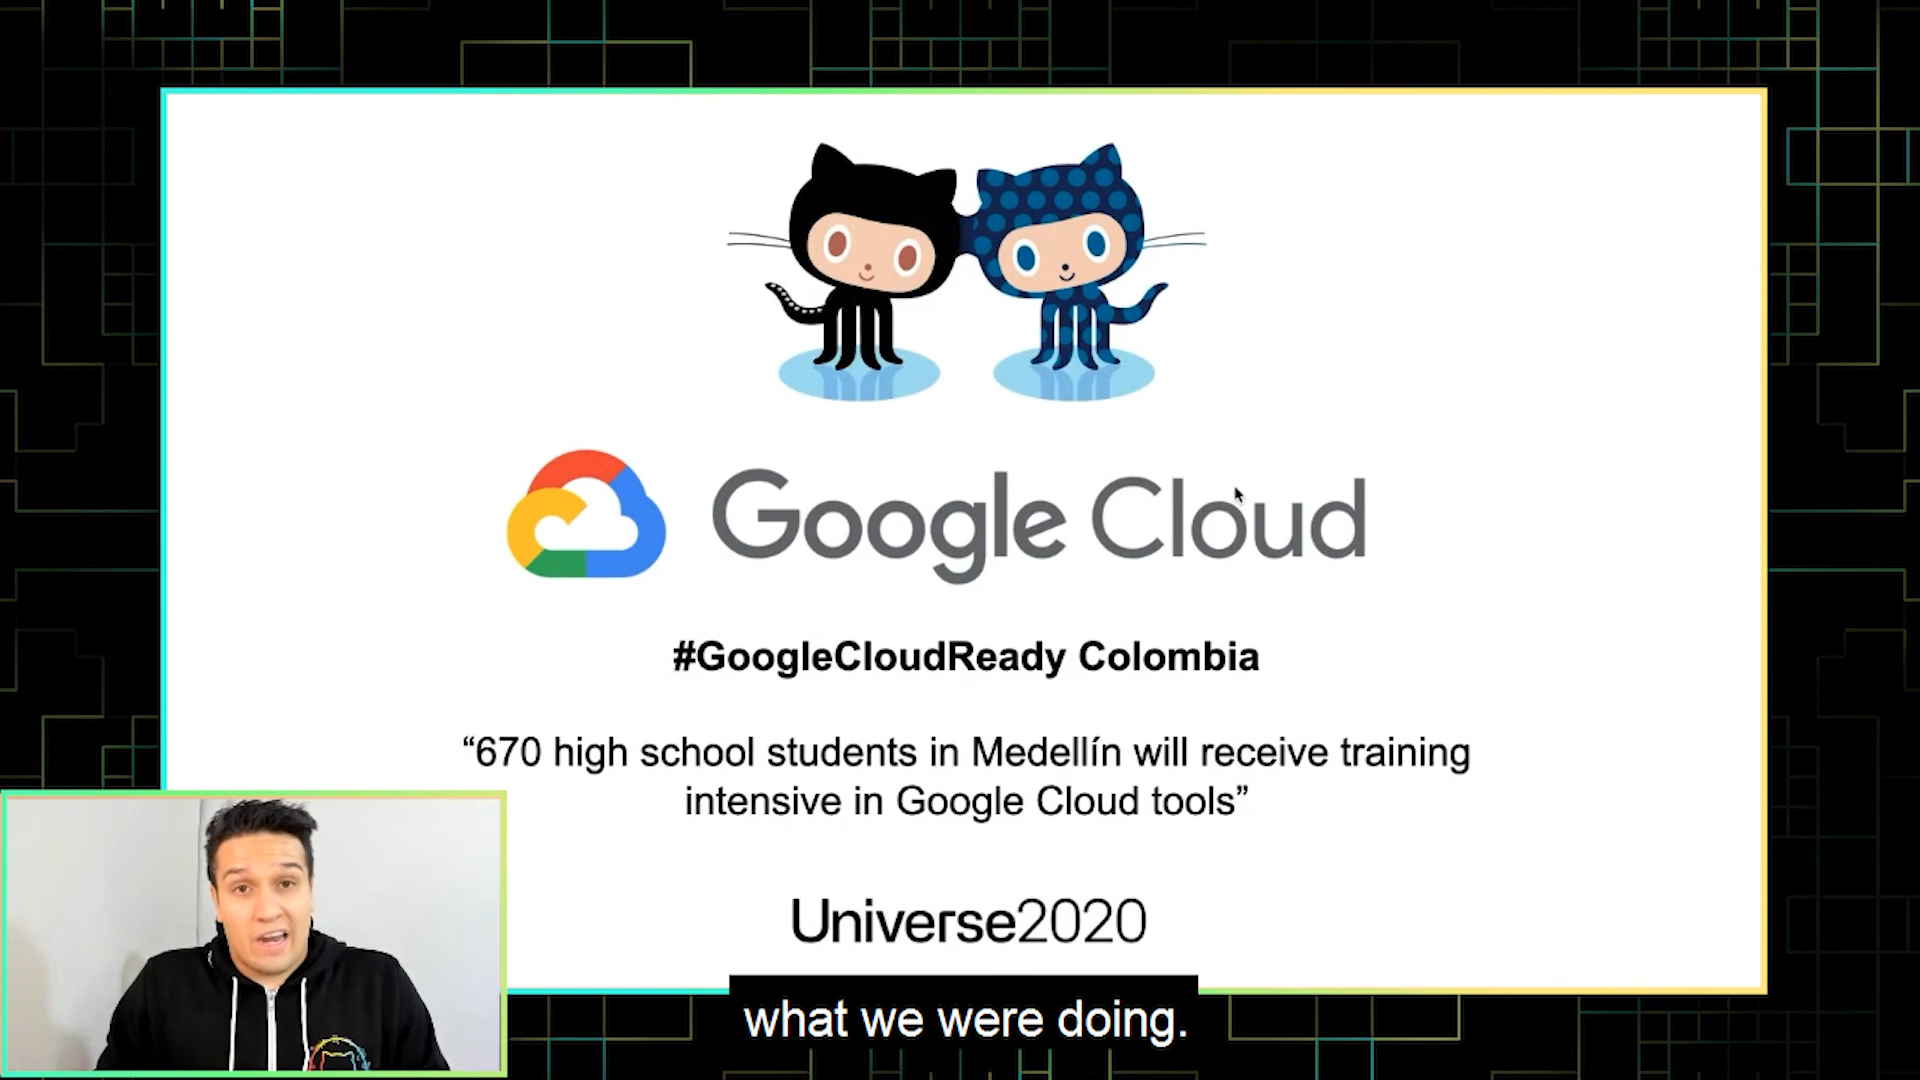 Google Cloud
#GoogleCloudReady Colombia
“670 high school students in Medellín will receive training
intensive in Google Cloud tools”
Universe2020
what we were doing.